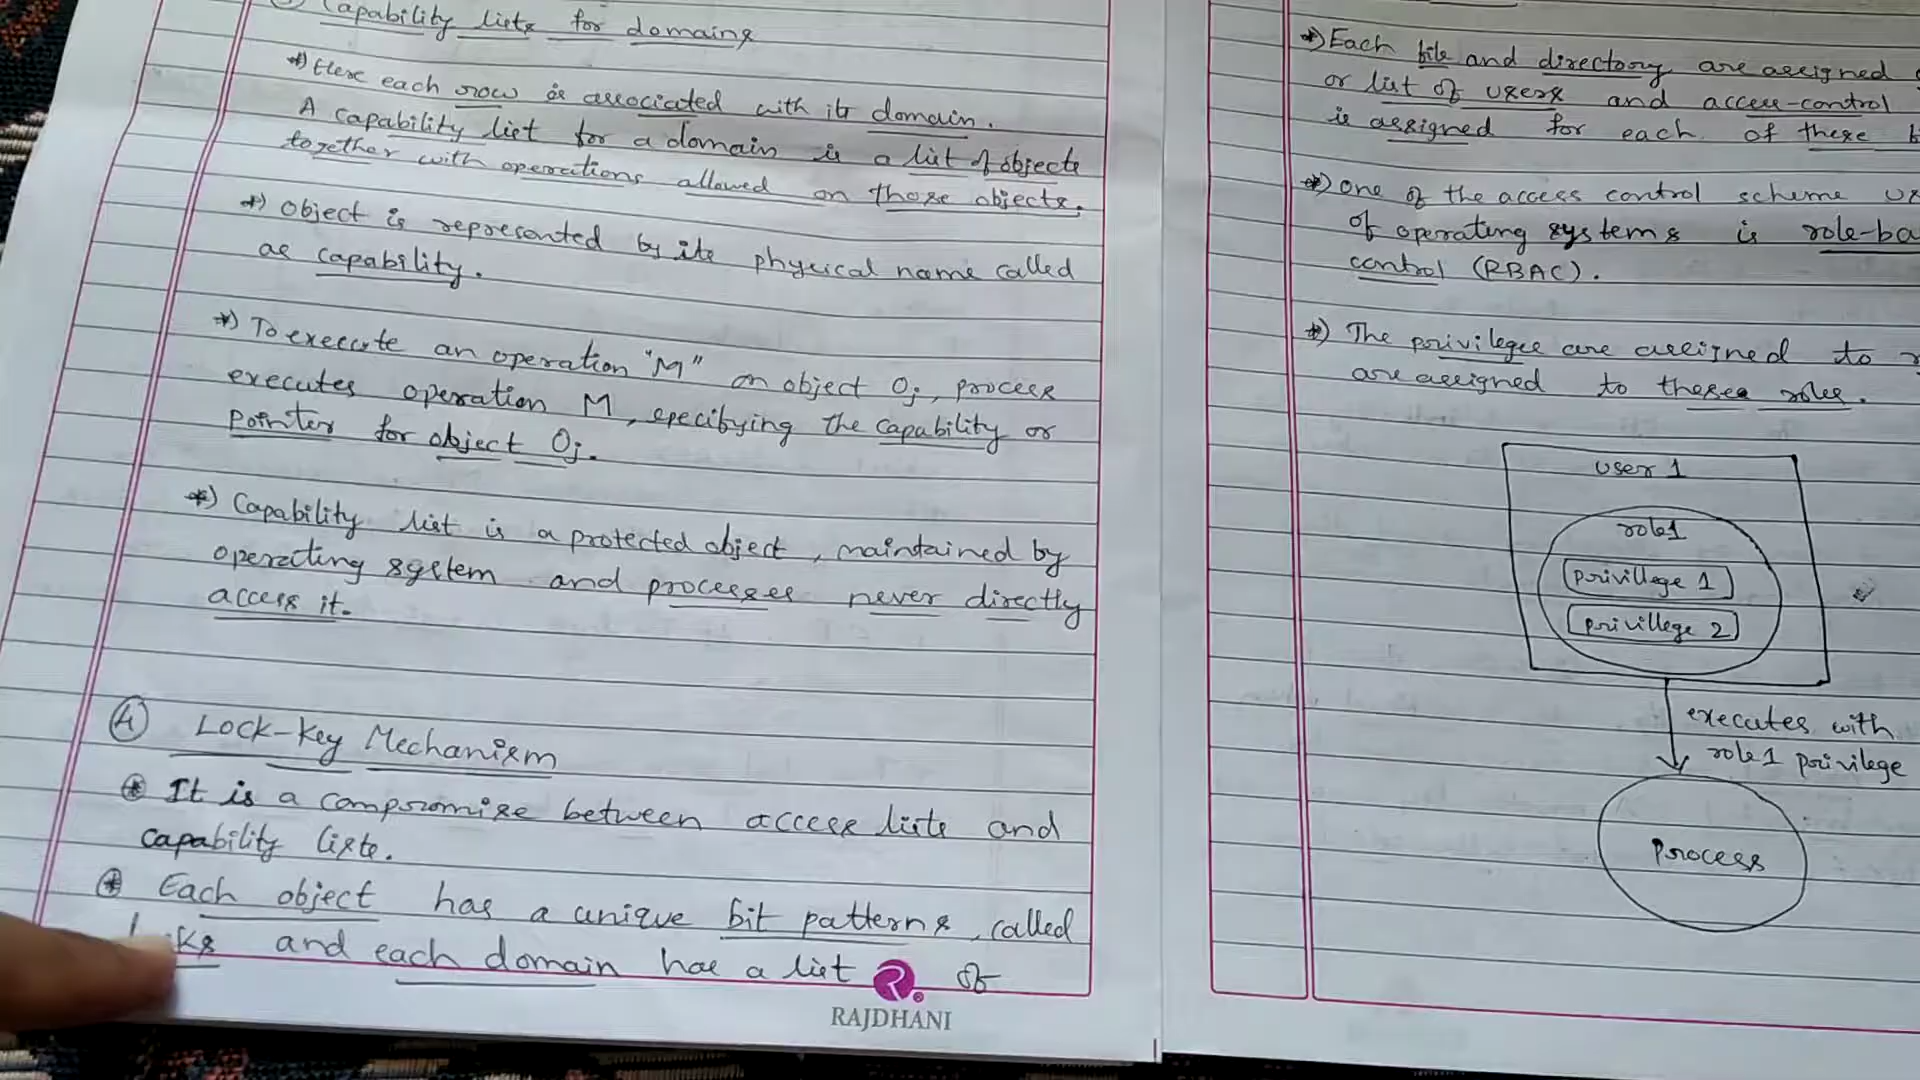 Capability lists for domains
*) Here each row is associated with its domain.
A capability list for a domain is a list of objects
together with operations allowed on those objects.
*) Object is represented by its physical name called
as capability.
*) To execute an operation "M" on object Oj, process
executes operation M, specifying the capability or
pointer for object Oj.
*) Capability list is a protected object, maintained by
operating system and processes never directly
access it.
4 Lock-Key Mechanism
* It is a compromise between access lists and
capability lists.
* Each object has a unique bit patterns, called
and each domain has a list of
RAJDHANI
*) Each file and directory are assigned
or list of users and access-control
is assigned for each of these
*) One of the access control scheme
of operating systems is
control (RBAC).
*) The privileges are assigned to
are assigned to these roles.
user 1
role1
privillege 1
privillege 2
executes with
role1 privilege
Process